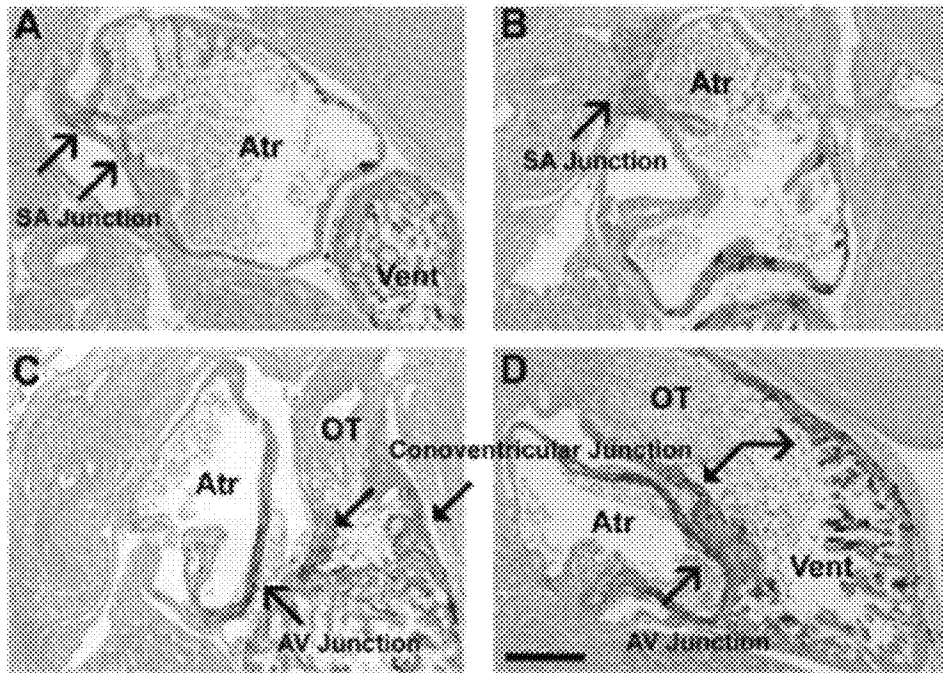 A
Atr
SA Junction
Vent
B
Atr
SA Junction
C
OT
Conoventricular Junction
Atr
AV Junction
D
OT
Atr
Vent
AV Junction